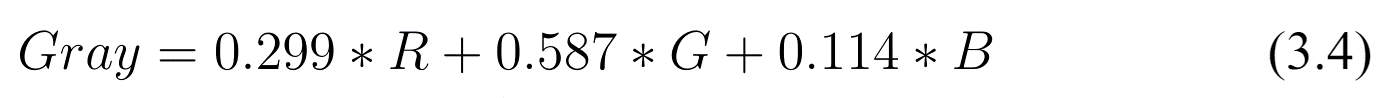 Gray = 0.299 * R + 0.587 * G + 0.114 * B (3.4)